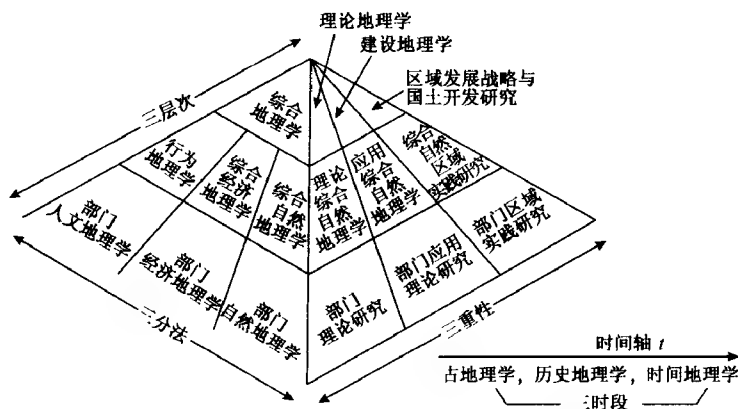 理论地理学
建设地理学
区域发展战略与
国土开发研究
三层次
综合
地理学
行为
地理学
综合
经济
地理学
综合
自然
地理学
理论
综合
自然
地理学
应用
综合
自然
地理学
综合
自然
区域
实践研究
部门
人文地理学
部门
经济地理学
部门
自然地理学
部门
理论研究
部门应用
理论研究
部门区域
实践研究
三分法
三重性
时间轴 t
占地理学，历史地理学，时间地理学
三时段